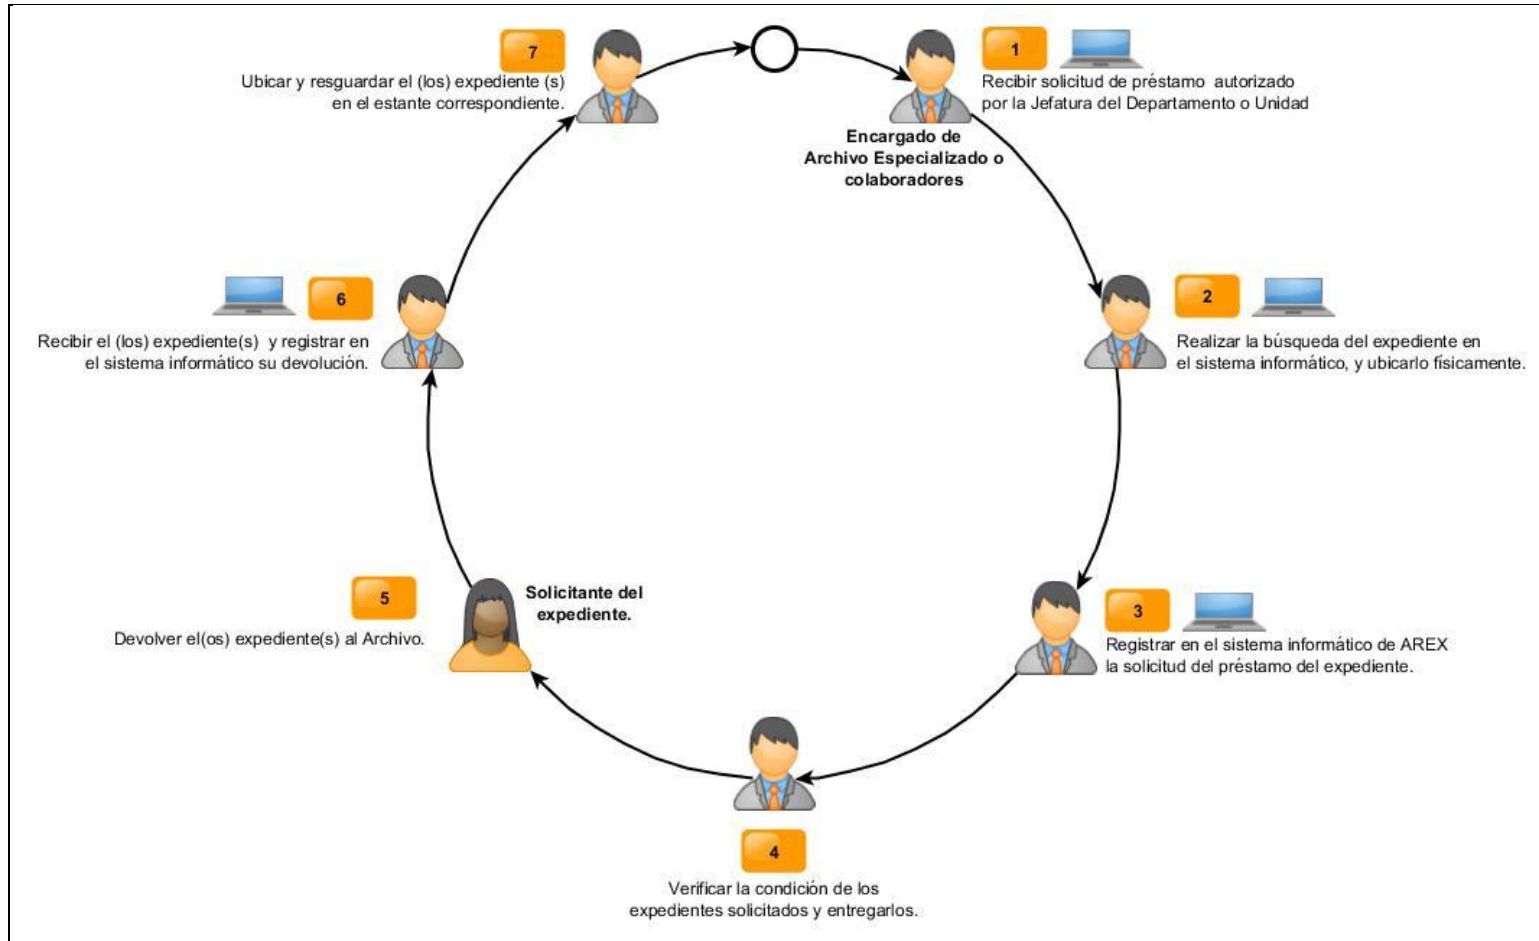 1
Recibir solicitud de préstamo autorizado
por la Jefatura del Departamento o Unidad
Encargado de
Archivo Especializado o
colaboradores
2
Realizar la búsqueda del expediente en
el sistema informático, y ubicarlo físicamente.
3
Registrar en el sistema informático de AREX
la solicitud del préstamo del expediente.
4
Verificar la condición de los
expedientes solicitados y entregarlos.
5
Devolver el(os) expediente(s) al Archivo.
Solicitante del
expediente.
6
Recibir el (los) expediente(s) y registrar en
el sistema informático su devolución.
7
Ubicar y resguardar el (los) expediente (s)
en el estante correspondiente.